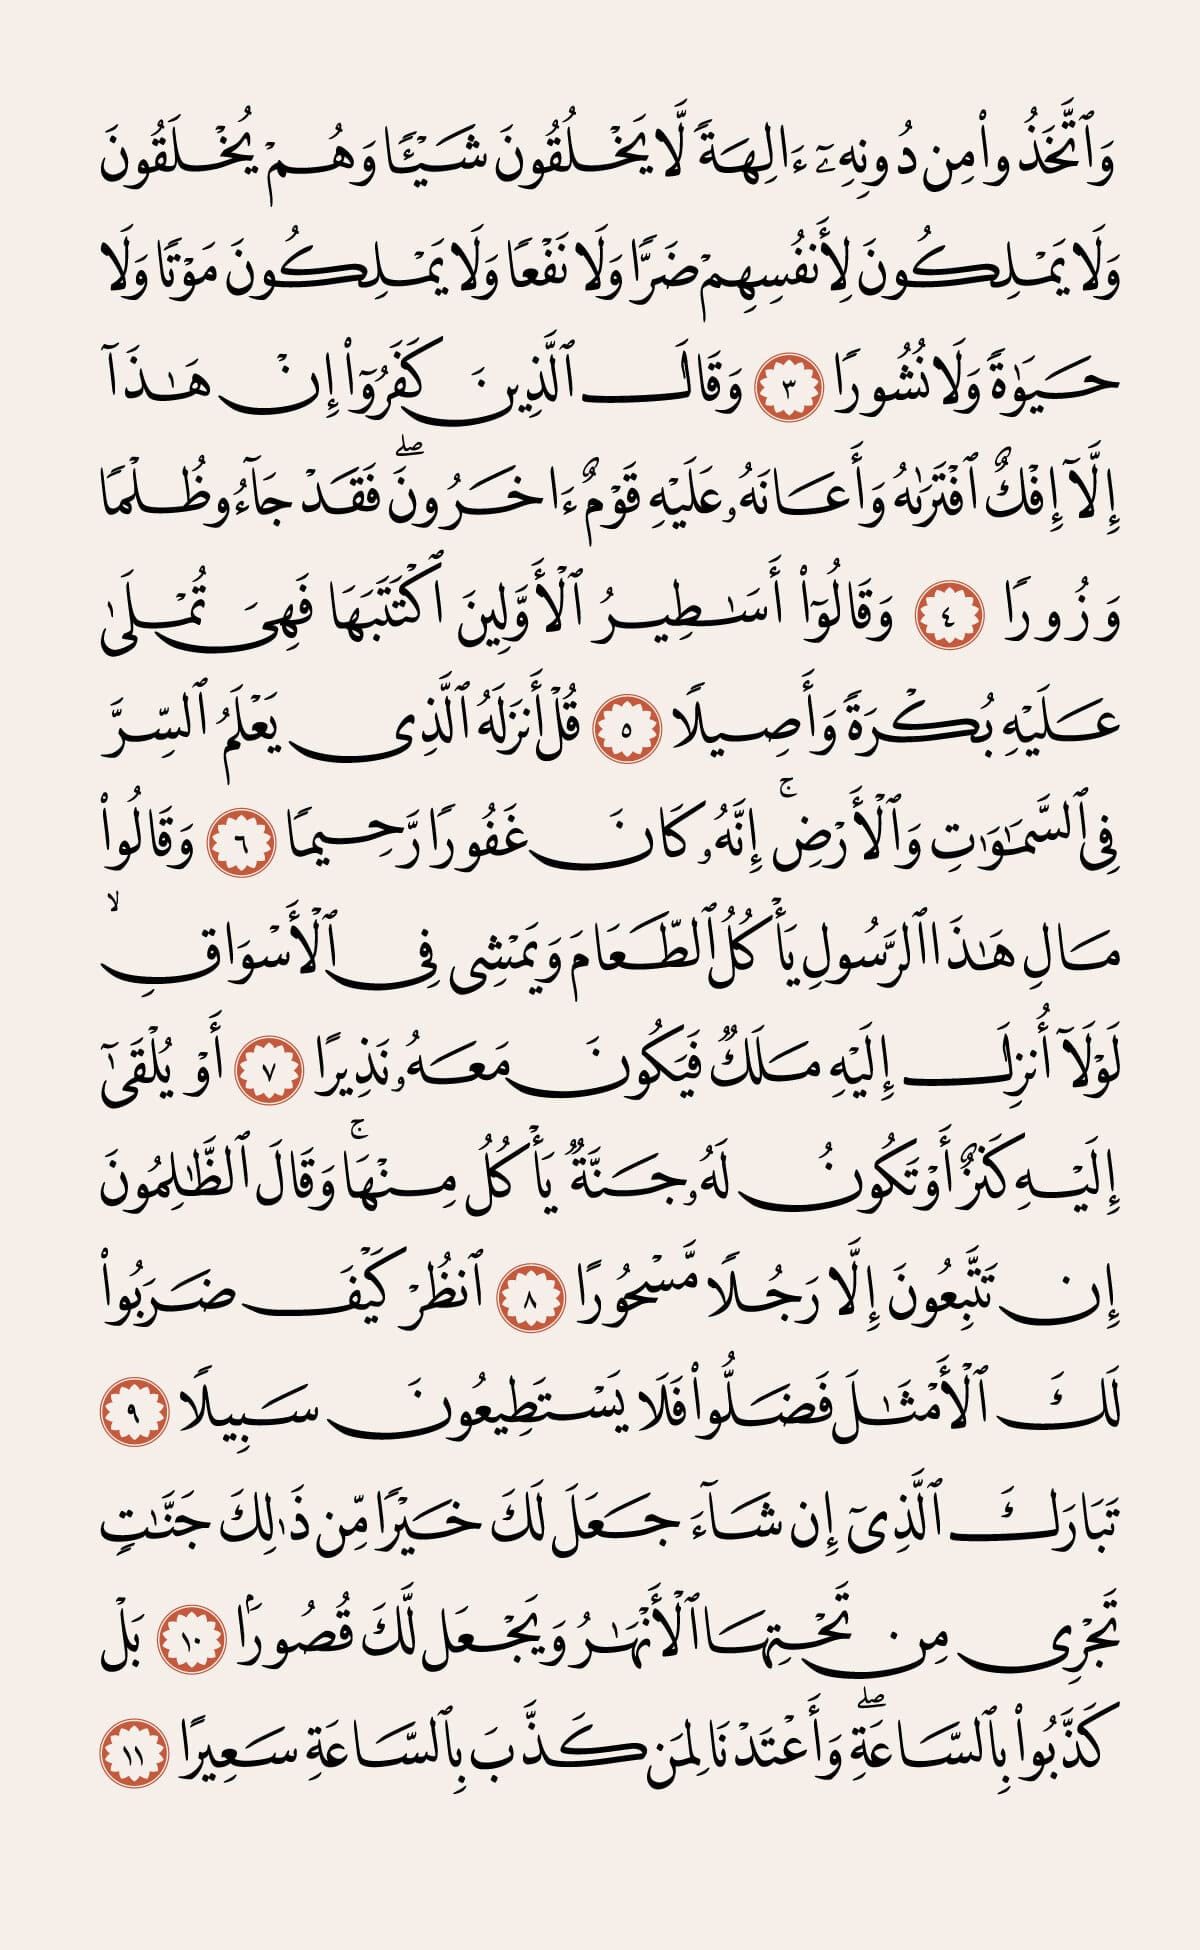 وَٱتَّخَذُوا۟ مِن دُونِهِۦٓ ءَالِهَةً لَّا يَخْلُقُونَ شَيْـًٔا وَهُمْ يُخْلَقُونَ
وَلَا يَمْلِكُونَ لِأَنفُسِهِمْ ضَرًّا وَلَا نَفْعًا وَلَا يَمْلِكُونَ مَوْتًا وَلَا
حَيَوٰةً وَلَا نُشُورًا ٣ وَقَالَ ٱلَّذِينَ كَفَرُوٓا۟ إِنْ هَـٰذَآ
إِلَّآ إِفْكٌ ٱفْتَرَىٰهُ وَأَعَانَهُۥ عَلَيْهِ قَوْمٌ ءَاخَرُونَ ۖ فَقَدْ جَآءُو ظُلْمًا
وَزُورًا ٤ وَقَالُوٓا۟ أَسَـٰطِيرُ ٱلْأَوَّلِينَ ٱكْتَتَبَهَا فَهِىَ تُمْلَىٰ
عَلَيْهِ بُكْرَةً وَأَصِيلًا ٥ قُلْ أَنزَلَهُ ٱلَّذِى يَعْلَمُ ٱلسِّرَّ
فِى ٱلسَّمَـٰوَٰتِ وَٱلْأَرْضِ ۚ إِنَّهُۥ كَانَ غَفُورًا رَّحِيمًا ٦ وَقَالُوا۟
مَالِ هَـٰذَا ٱلرَّسُولِ يَأْكُلُ ٱلطَّعَامَ وَيَمْشِى فِى ٱلْأَسْوَاقِ ۙ
لَوْلَآ أُنزِلَ إِلَيْهِ مَلَكٌ فَيَكُونَ مَعَهُۥ نَذِيرًا ٧ أَوْ يُلْقَىٰٓ
إِلَيْهِ كَنزٌ أَوْ تَكُونُ لَهُۥ جَنَّةٌ يَأْكُلُ مِنْهَا ۚ وَقَالَ ٱلظَّـٰلِمُونَ
إِن تَتَّبِعُونَ إِلَّا رَجُلًا مَّسْحُورًا ٨ ٱنظُرْ كَيْفَ ضَرَبُوا۟
لَكَ ٱلْأَمْثَـٰلَ فَضَلُّوا۟ فَلَا يَسْتَطِيعُونَ سَبِيلًا ٩
تَبَارَكَ ٱلَّذِىٓ إِن شَآءَ جَعَلَ لَكَ خَيْرًا مِّن ذَٰلِكَ جَنَّـٰتٍ
تَجْرِى مِن تَحْتِهَا ٱلْأَنْهَـٰرُ وَيَجْعَل لَّكَ قُصُورًۢا ١٠ بَلْ
كَذَّبُوا۟ بِٱلسَّاعَةِ ۖ وَأَعْتَدْنَا لِمَن كَذَّبَ بِٱلسَّاعَةِ سَعِيرًا ١١